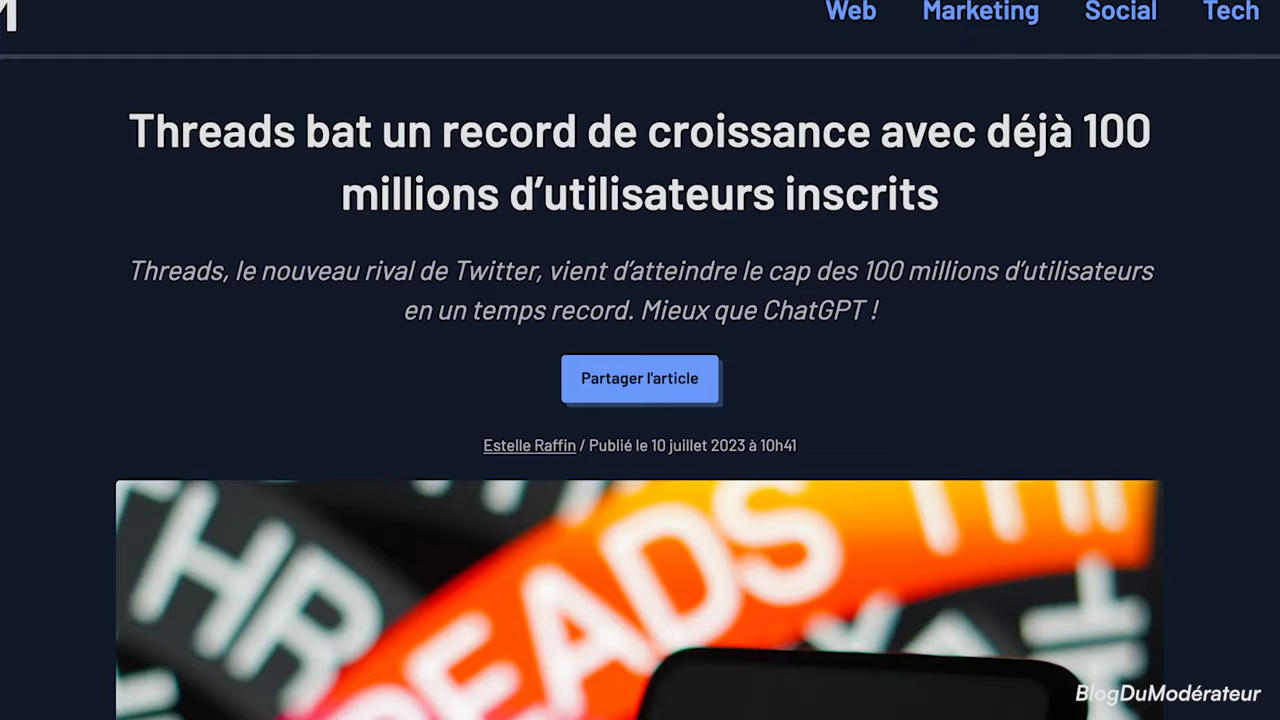 Web Marketing Social Tech
Threads bat un record de croissance avec déjà 100
millions d’utilisateurs inscrits
Threads, le nouveau rival de Twitter, vient d’atteindre le cap des 100 millions d’utilisateurs
en un temps record. Mieux que ChatGPT !
Partager l'article
Estelle Raffin / Publié le 10 juillet 2023 à 10h41
THREADS THR
BlogDuModérateur